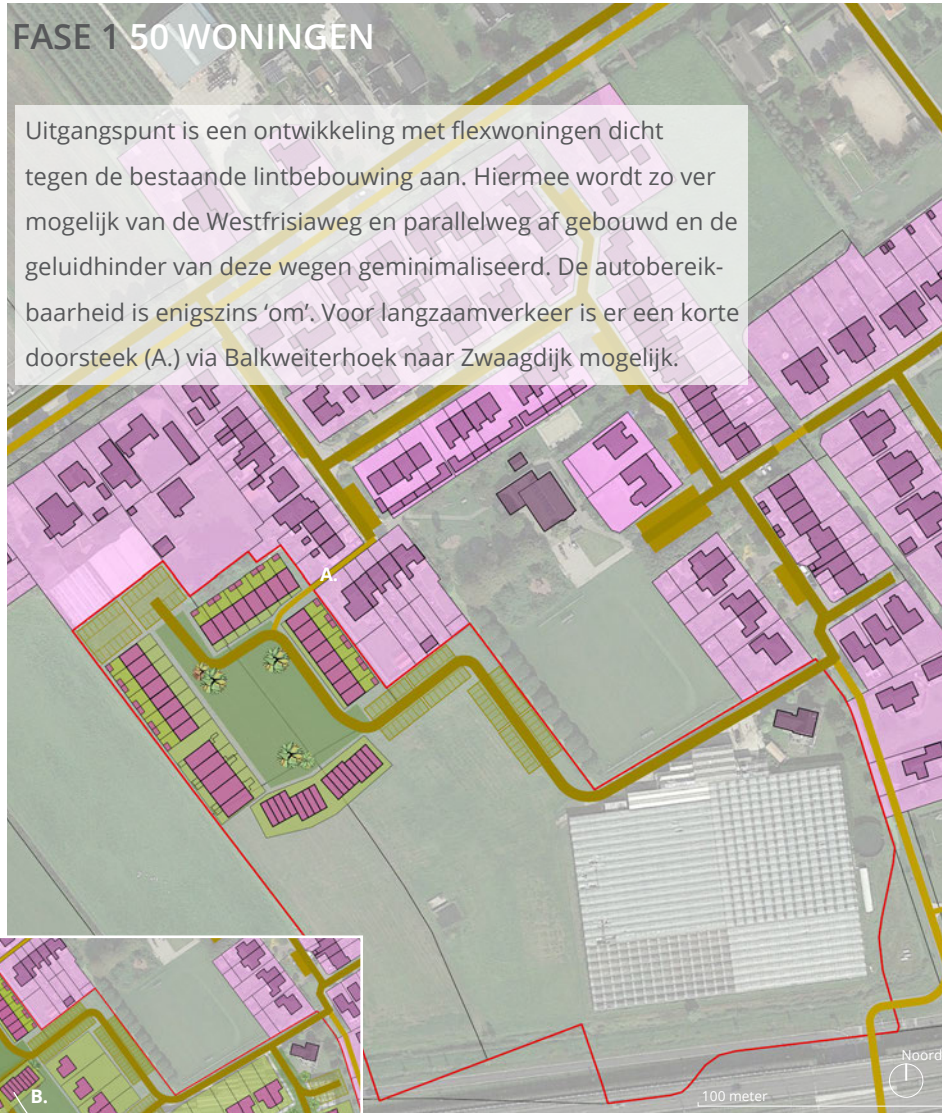 FASE 1 50 WONINGEN
Uitgangspunt is een ontwikkeling met flexwoningen dicht
tegen de bestaande lintbebouwing aan. Hiermee wordt zo ver
mogelijk van de Westfrisiaweg en parallelweg af gebouwd en de
geluidhinder van deze wegen geminimaliseerd. De autobereik-
baarheid is enigszins ‘om’. Voor langzaamverkeer is er een korte
doorsteek (A.) via Balkweiterhoek naar Zwaagdijk mogelijk.
A.
B.
Noord
100 meter